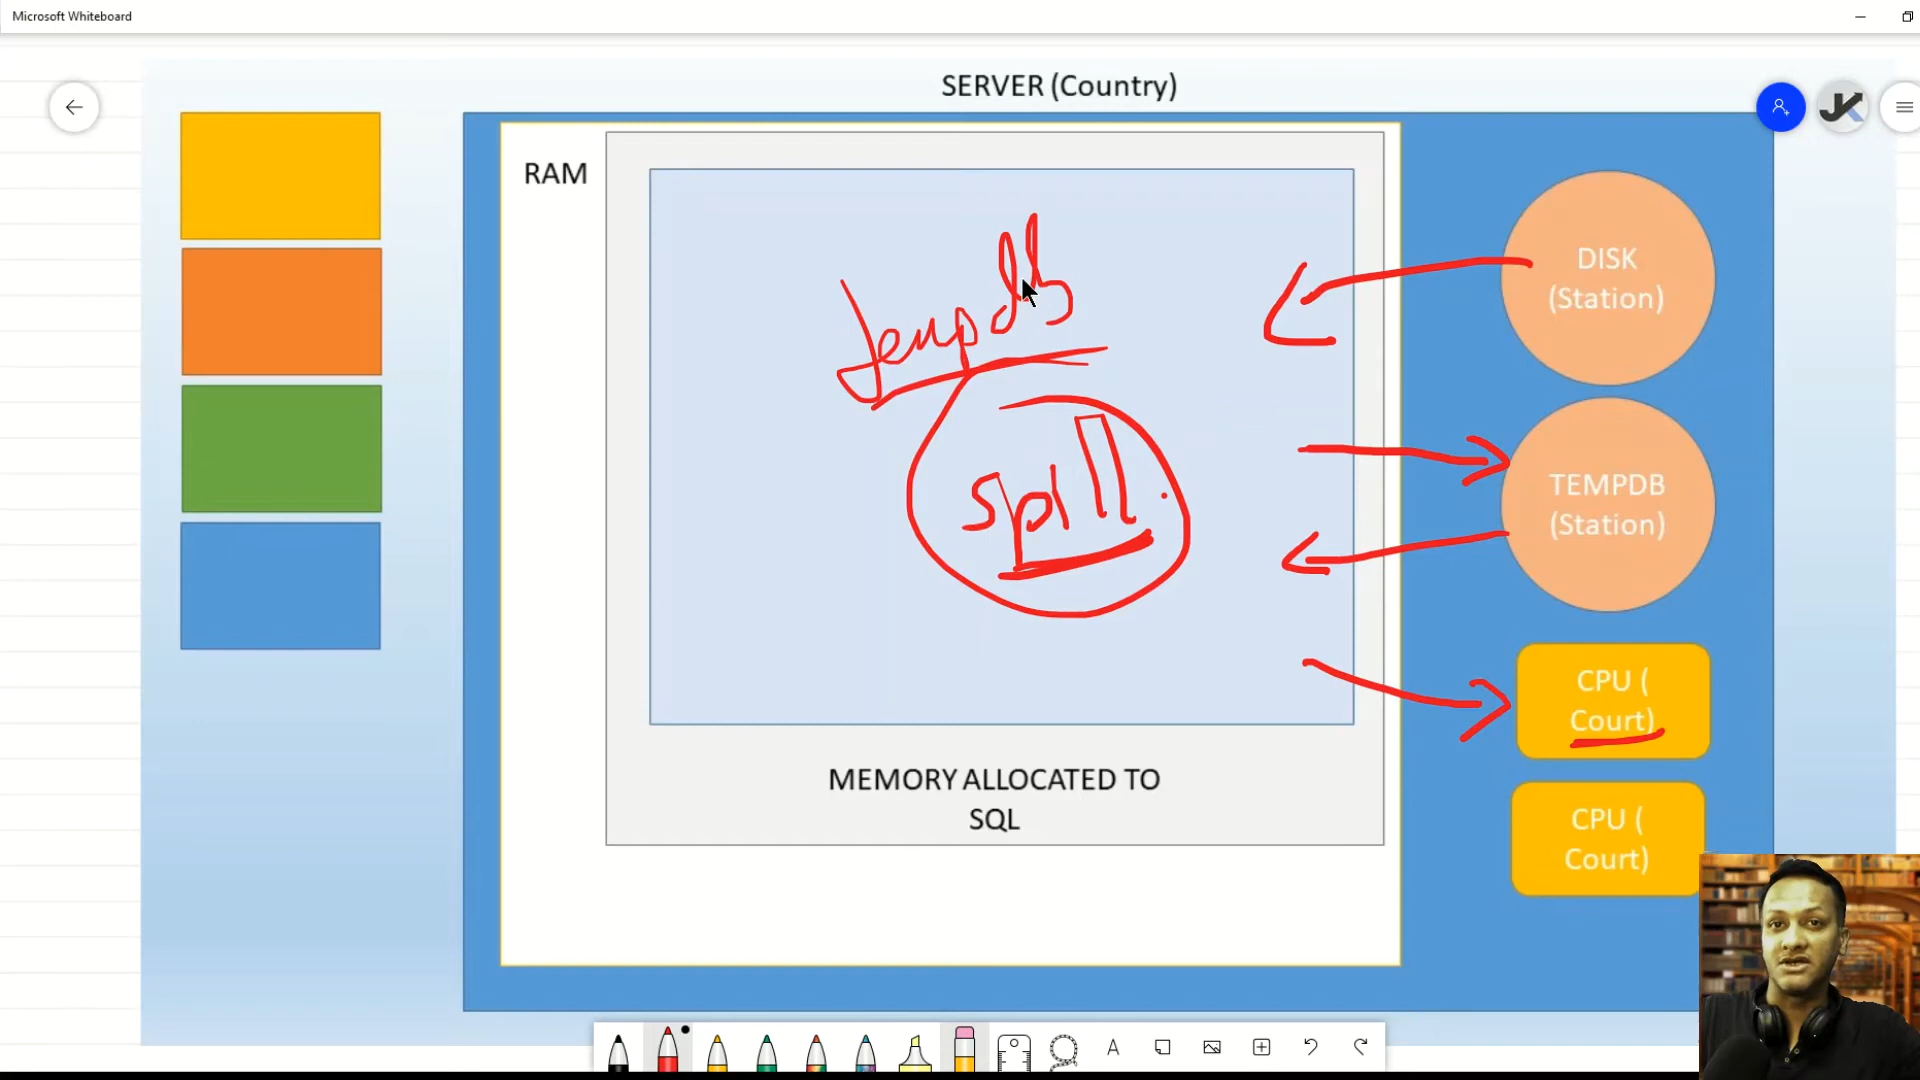 Microsoft Whiteboard
SERVER (Country)
RAM
tempdb
spill
DISK
(Station)
TEMPDB
(Station)
CPU (
Court)
CPU (
Court)
MEMORY ALLOCATED TO
SQL
JK
A